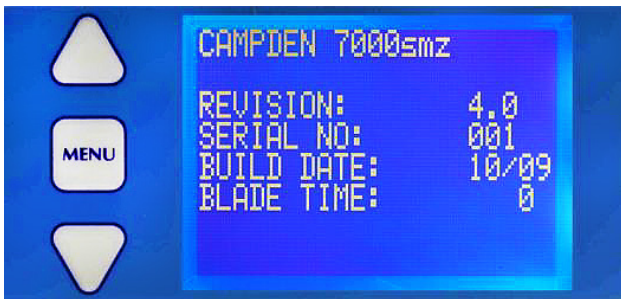 CAMPDEN 7000smz
REVISION: 4.0
SERIAL NO: 001
MENU
BUILD DATE: 10/09
BLADE TIME: 0